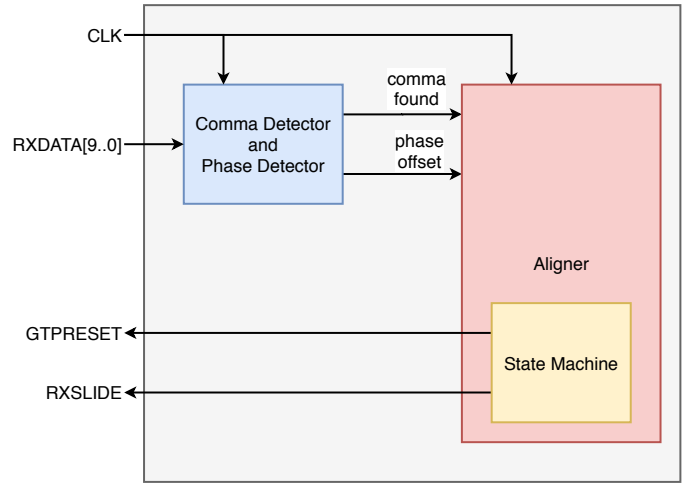 CLK
comma
found
Comma Detector
and
Phase Detector
RXDATA[9..0]
phase
offset
Aligner
GTPRESET
State Machine
RXSLIDE